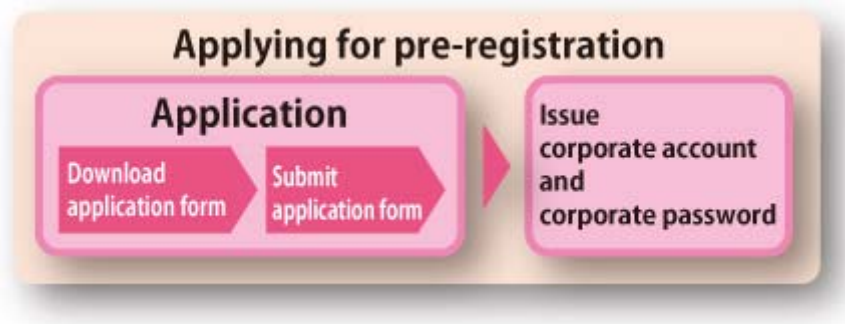 Applying for pre-registration
Application
Download
application form
Submit
application form
Issue
corporate account
and
corporate password